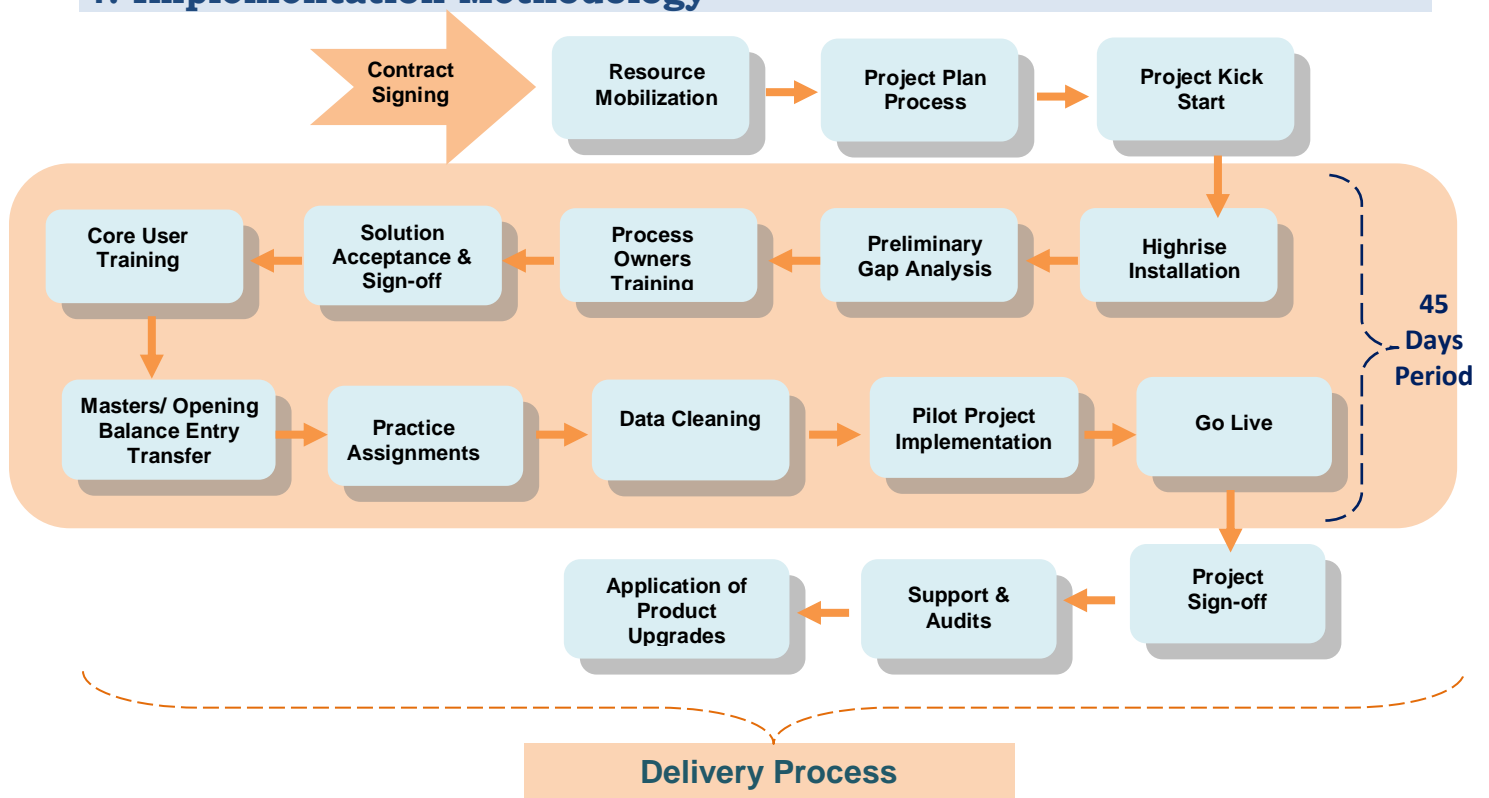 Implementation Methodology
Contract
Signing
Resource
Mobilization
Project Plan
Process
Project Kick
Start
Core User
Training
Solution
Acceptance &
Sign-off
Process
Owners
Training
Preliminary
Gap Analysis
Highrise
Installation
45
Days
Period
Masters/ Opening
Balance Entry
Transfer
Practice
Assignments
Data Cleaning
Pilot Project
Implementation
Go Live
Application of
Product
Upgrades
Support &
Audits
Project
Sign-off
Delivery Process